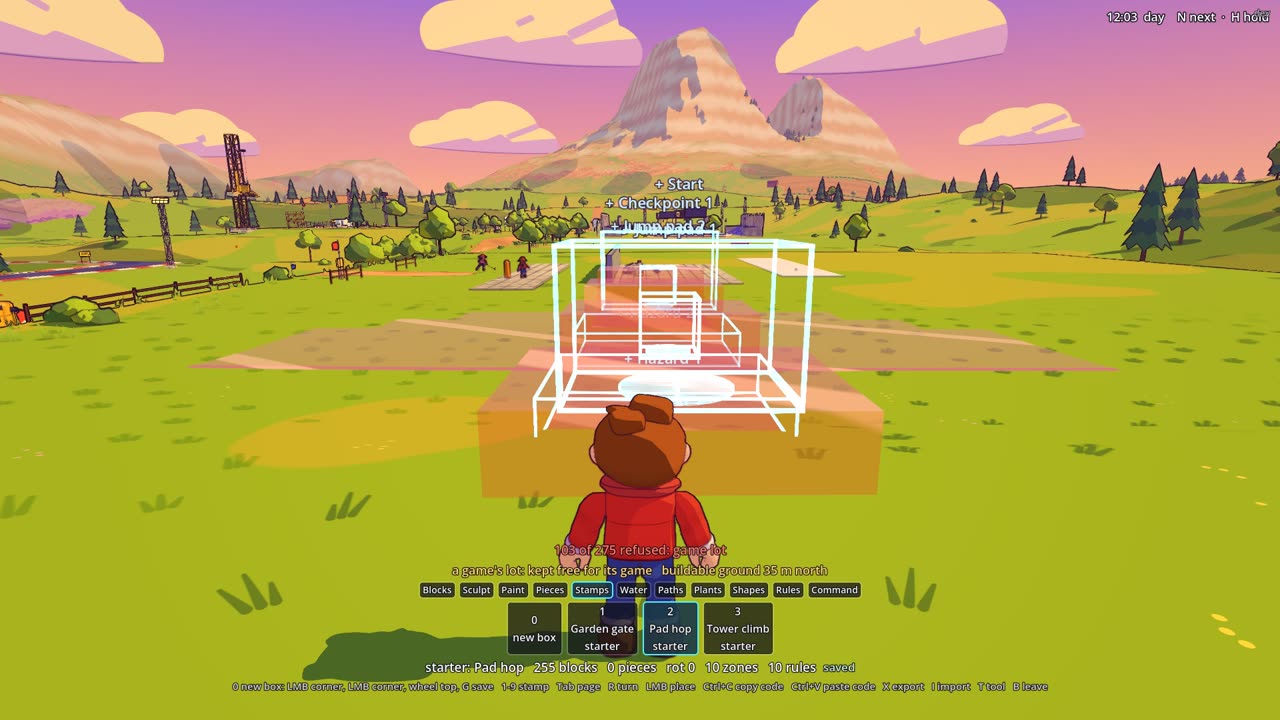 12:03 day N next · H hold
+ Start
+ Checkpoint 1
+ Jump pad 2
+ Hazard 1
103 of 275 refused: game lot
a game's lot: kept free for its game buildable ground 35 m north
Blocks Sculpt Paint Pieces Stamps Water Paths Plants Shapes Rules Command
0 new box
1 Garden gate starter
2 Pad hop starter
3 Tower climb starter
starter: Pad hop 255 blocks 0 pieces rot 0 10 zones 10 rules saved
0 new box: LMB corner, LMB corner, wheel top, G save 1-9 stamp Tab page R turn LMB place Ctrl+C copy code Ctrl+V paste code X export I import T tool B leave